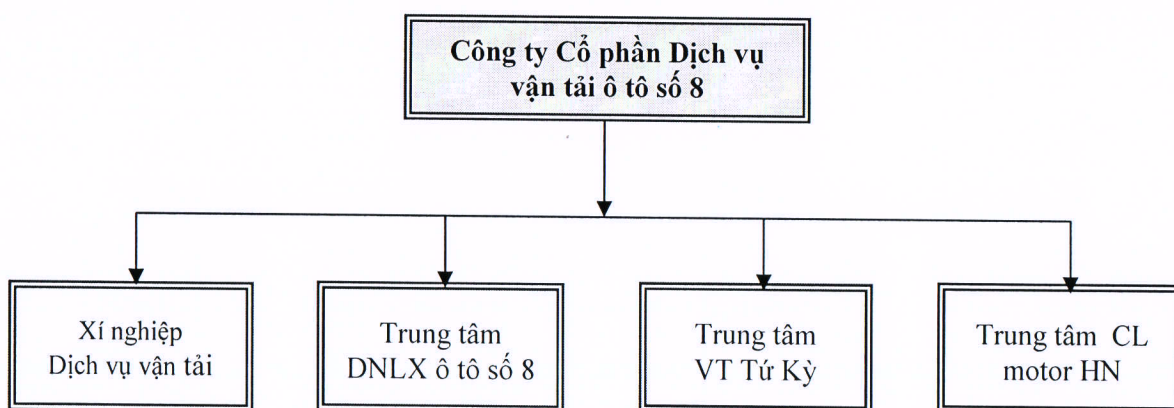 Công ty Cổ phần Dịch vụ
vận tải ô tô số 8
Xí nghiệp
Dịch vụ vận tải
Trung tâm
DNLX ô tô số 8
Trung tâm
VT Tứ Kỳ
Trung tâm CL
motor HN